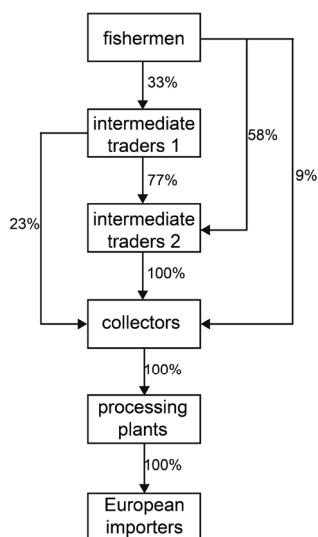 fishermen
33%
intermediate
traders 1
58%
77%
9%
23%
intermediate
traders 2
100%
collectors
100%
processing
plants
100%
European
importers